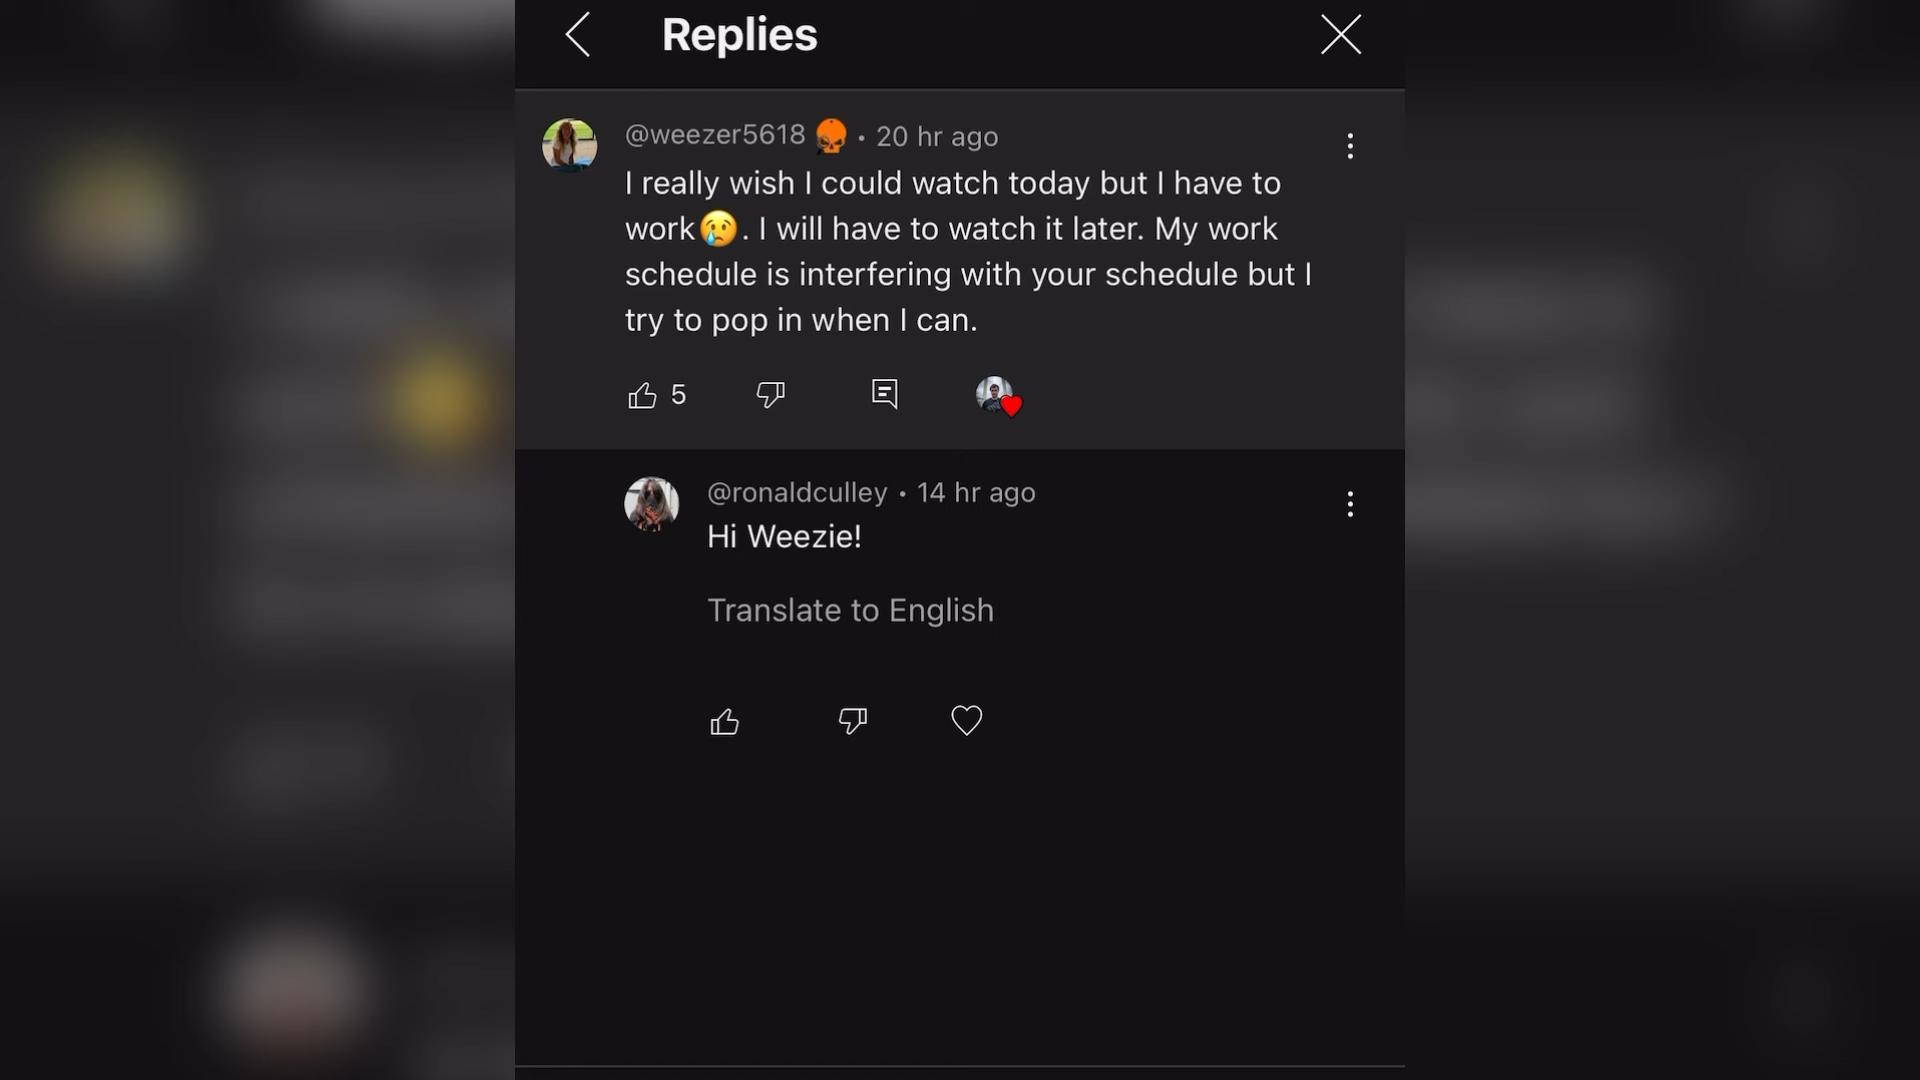 Replies
@weezer5618 • 20 hr ago
I really wish I could watch today but I have to
work😢. I will have to watch it later. My work
schedule is interfering with your schedule but I
try to pop in when I can.
5
@ronaldculley • 14 hr ago
Hi Weezie!
Translate to English